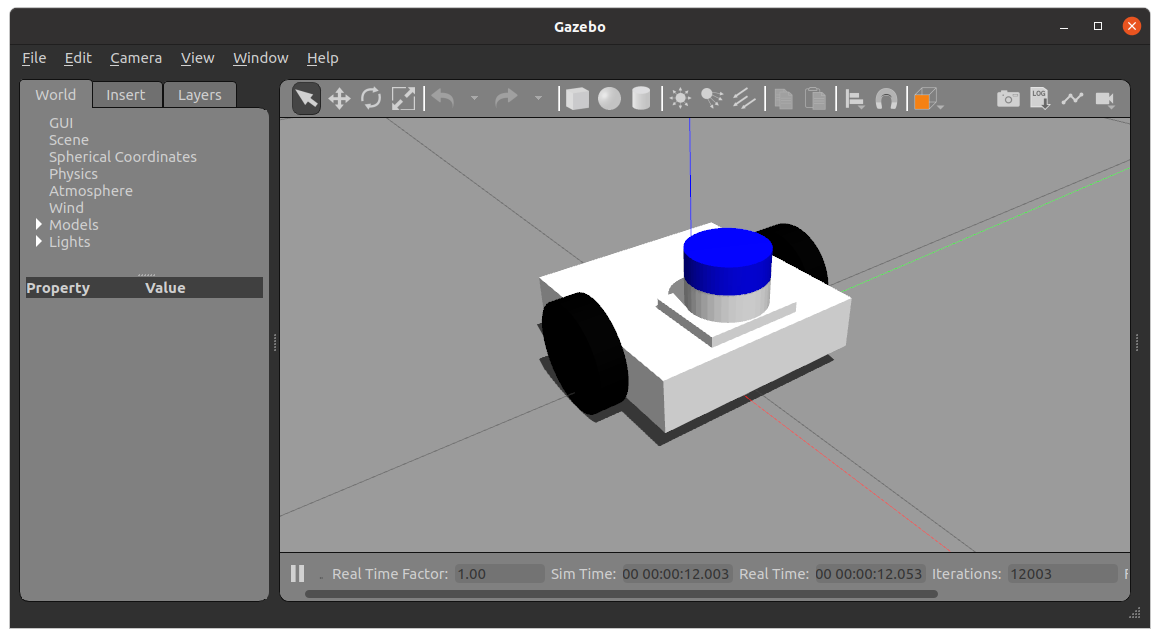 Gazebo
File Edit Camera View Window Help
World Insert Layers
LOG
GUI
Scene
Spherical Coordinates
Physics
Atmosphere
Wind
Models
Lights
Property Value
Real Time Factor: 1.00 Sim Time: 00 00:00:12.003 Real Time: 00 00:00:12.053 Iterations: 12003